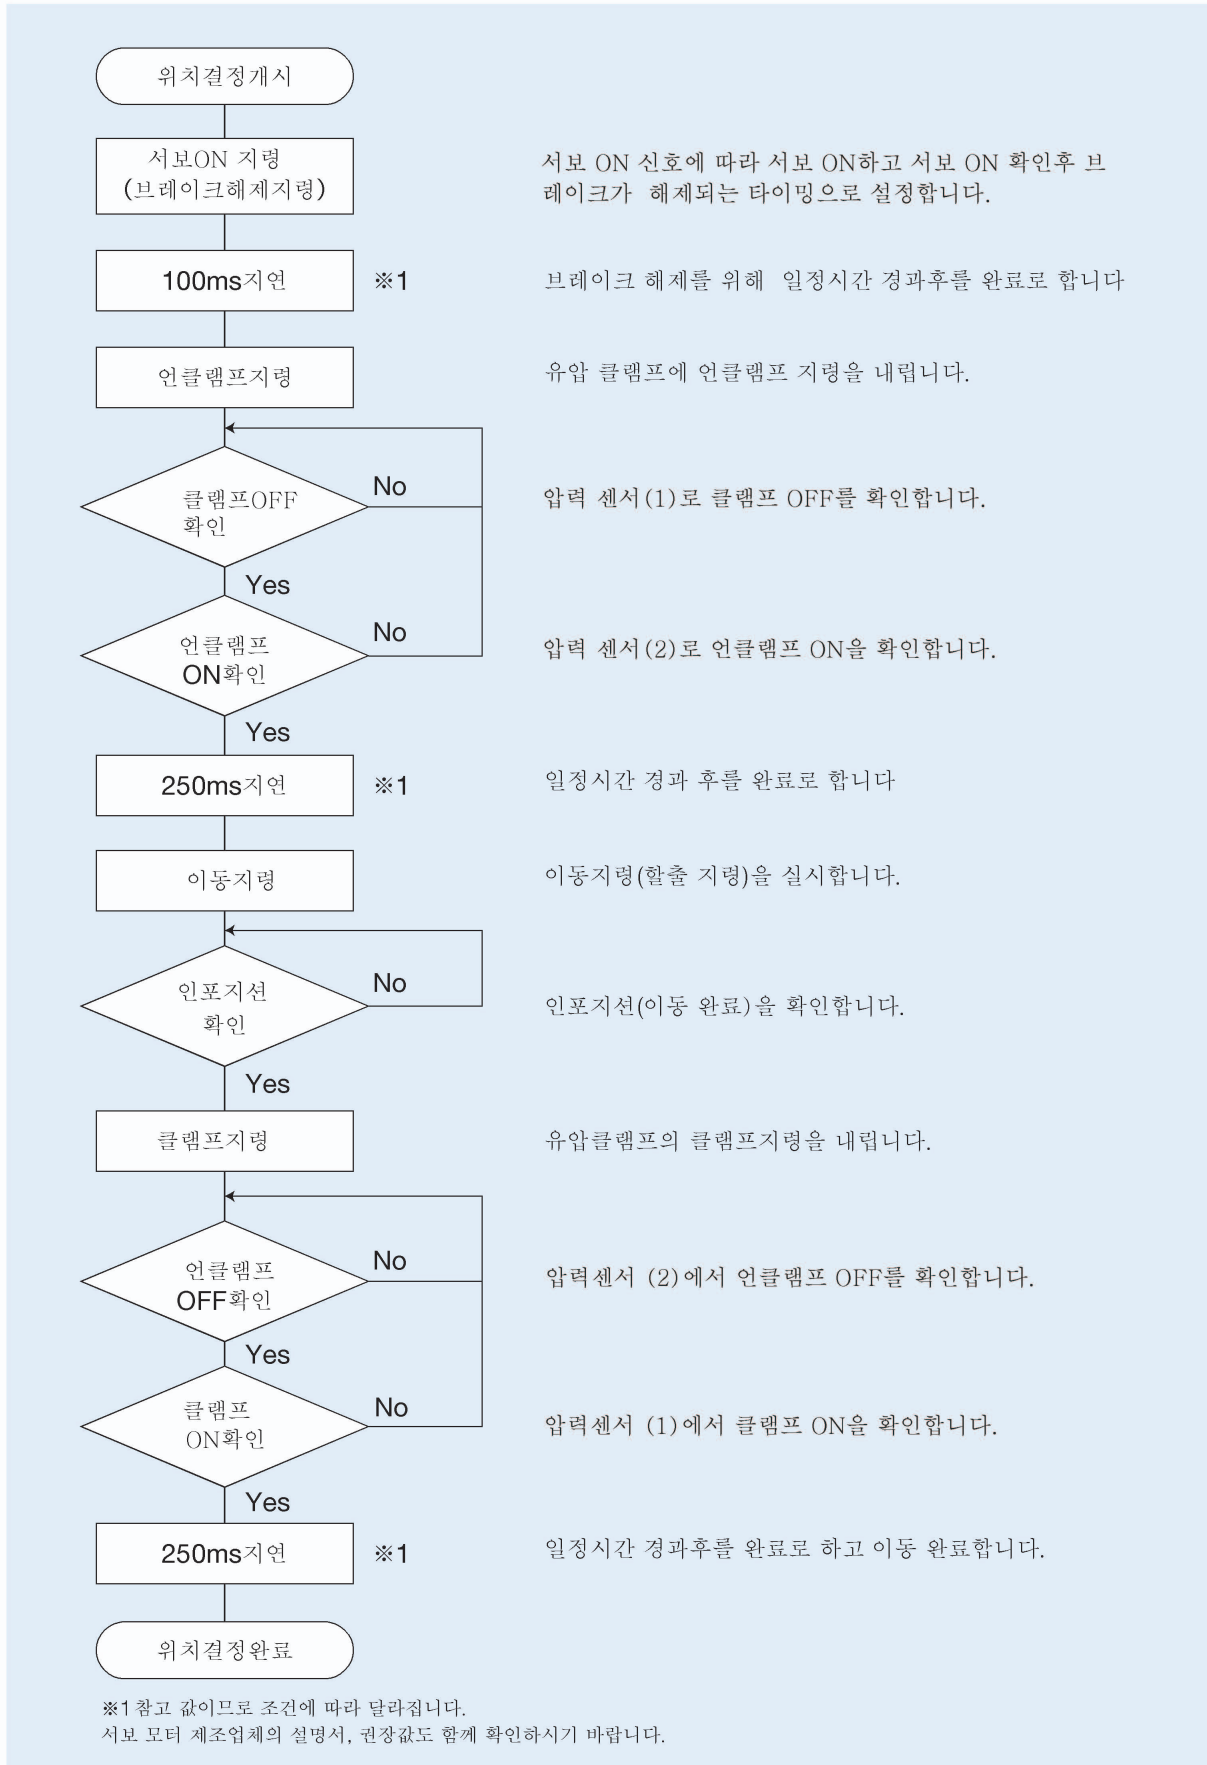 위치결정개시
서보ON 지령
(브레이크해제지령)
서보 ON 신호에 따라 서보 ON하고 서보 ON 확인후 브
레이크가 해제되는 타이밍으로 설정합니다.
100ms지연
※1
브레이크 해제를 위해 일정시간 경과후를 완료로 합니다
언클램프지령
유압 클램프에 언클램프 지령을 내립니다.
클램프OFF
확인
No
압력 센서(1)로 클램프 OFF를 확인합니다.
Yes
언클램프
ON확인
No
압력 센서(2)로 언클램프 ON을 확인합니다.
Yes
250ms지연
※1
일정시간 경과 후를 완료로 합니다
이동지령
이동지령(할출 지령)을 실시합니다.
인포지션
확인
No
인포지션(이동 완료)을 확인합니다.
Yes
클램프지령
유압클램프의 클램프지령을 내립니다.
언클램프
OFF확인
No
압력센서 (2)에서 언클램프 OFF를 확인합니다.
Yes
클램프
ON확인
No
압력센서 (1)에서 클램프 ON을 확인합니다.
Yes
250ms지연
※1
일정시간 경과후를 완료로 하고 이동 완료합니다.
위치결정완료
※1 참고 값이므로 조건에 따라 달라집니다.
서보 모터 제조업체의 설명서, 권장값도 함께 확인하시기 바랍니다.